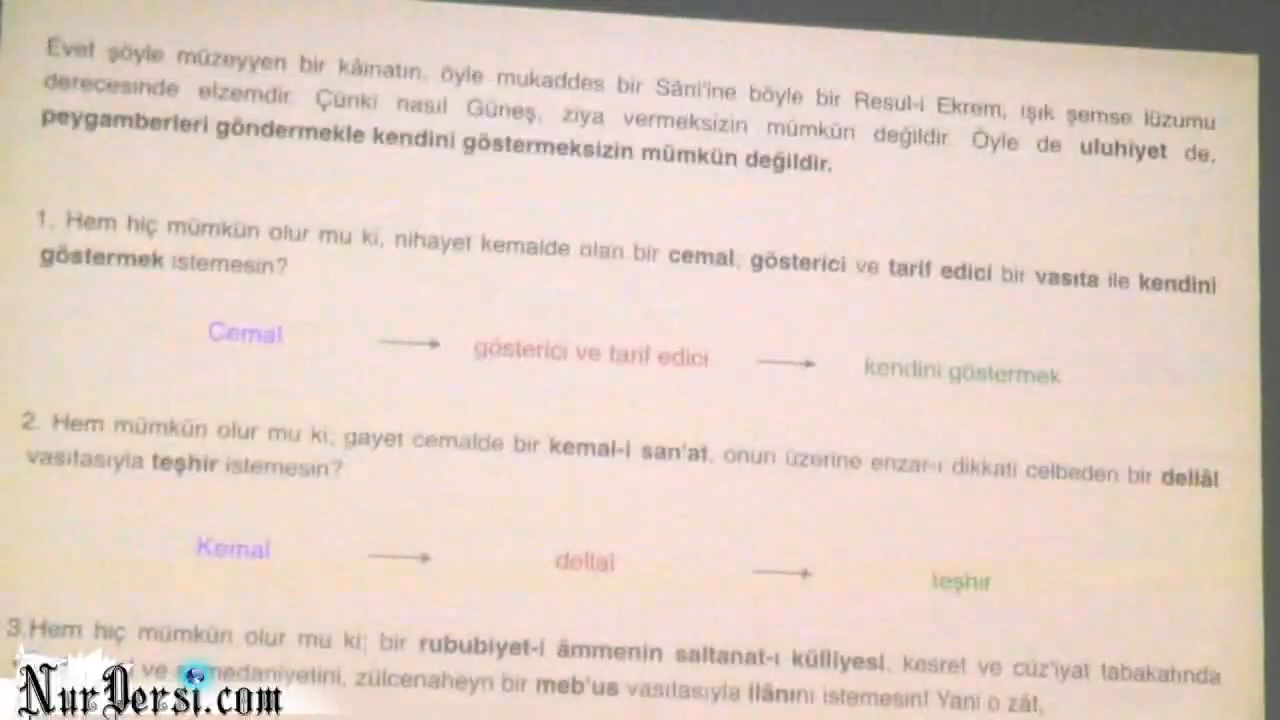 Evet şöyle müzeyyen bir kâinatın, öyle mukaddes bir Sâni'ine böyle bir Resul-i Ekrem, ışık şemse lüzumu
derecesinde elzemdir. Çünki nasıl Güneş, ziya vermeksizin mümkün değildir. Öyle de uluhiyet de,
peygamberleri göndermekle kendini göstermeksizin mümkün değildir.
1. Hem hiç mümkün olur mu ki, nihayet kemalde olan bir cemal, gösterici ve tarif edici bir vasıta ile kendini
göstermek istemesin?
Cemal → gösterici ve tarif edici → kendini göstermek
2. Hem mümkün olur mu ki, gayet cemalde bir kemal-i san'at, onun üzerine enzar-ı dikkati celbeden bir dellâl
vasıtasıyla teşhir istemesin?
Kemal → dellal → teşhir
3.Hem hiç mümkün olur mu ki; bir rububiyet-i âmmenin saltanat-ı külliyesi, kesret ve cüz'iyat tabakatında
ve samedaniyetini, zülcenaheyn bir meb'us vasıtasıyla ilânını istemesin! Yani o zât,
NurDersi.com